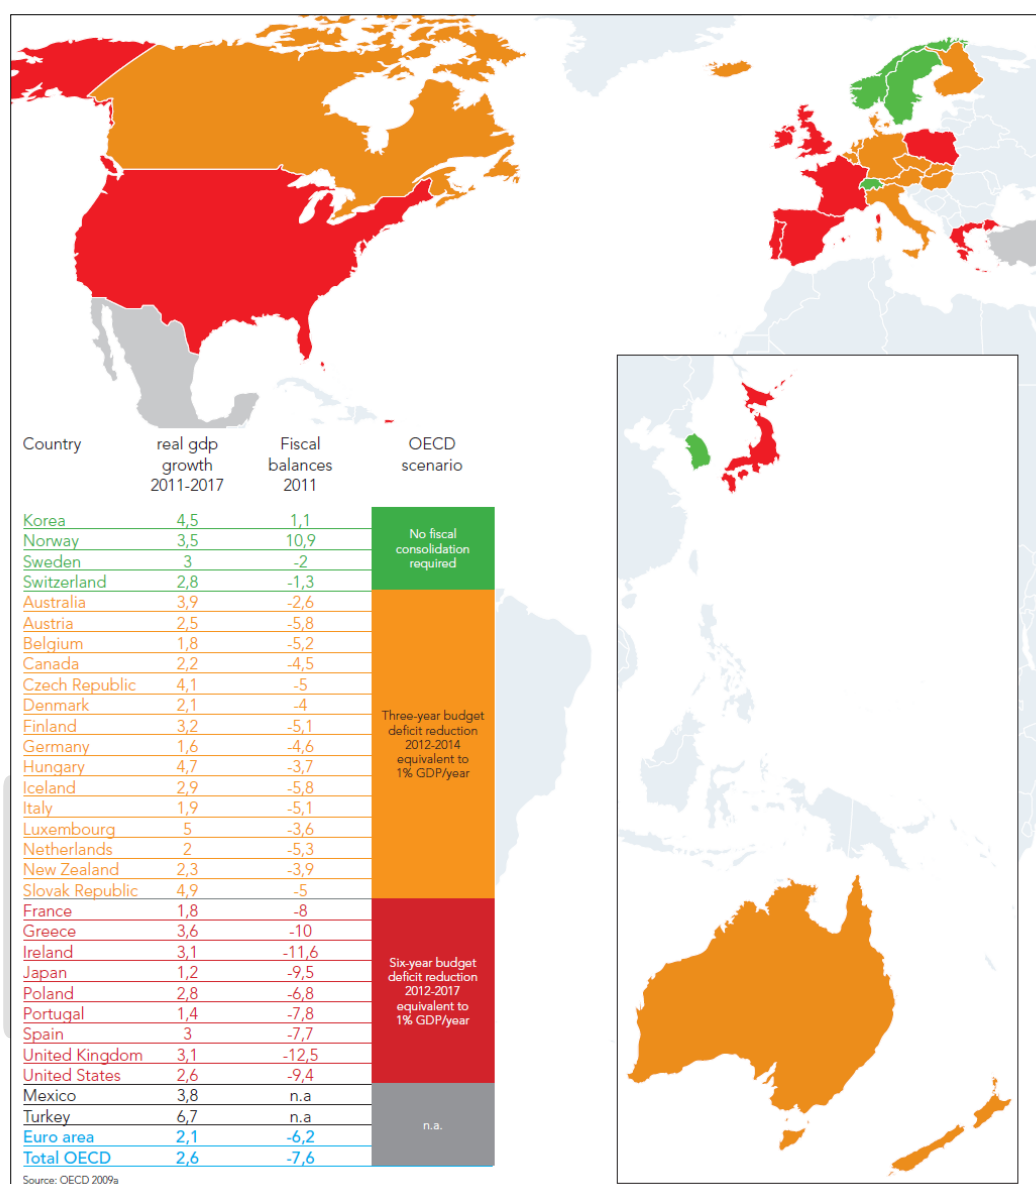 Country real gdp growth 2011-2017 Fiscal balances 2011 OECD scenario
Korea 4,5 1,1
Norway 3,5 10,9
Sweden 3 -2
Switzerland 2,8 -1,3
No fiscal
consolidation
required
Australia 3,9 -2,6
Austria 2,5 -5,8
Belgium 1,8 -5,2
Canada 2,2 -4,5
Czech Republic 4,1 -5
Denmark 2,1 -4
Finland 3,2 -5,1
Germany 1,6 -4,6
Hungary 4,7 -3,7
Iceland 2,9 -5,8
Italy 1,9 -5,1
Luxembourg 5 -3,6
Netherlands 2 -5,3
New Zealand 2,3 -3,9
Slovak Republic 4,9 -5
Three-year budget
deficit reduction
2012-2014
equivalent to
1% GDP/year
France 1,8 -8
Greece 3,6 -10
Ireland 3,1 -11,6
Japan 1,2 -9,5
Poland 2,8 -6,8
Portugal 1,4 -7,8
Spain 3 -7,7
United Kingdom 3,1 -12,5
United States 2,6 -9,4
Six-year budget
deficit reduction
2012-2017
equivalent to
1% GDP/year
Mexico 3,8 n.a
Turkey 6,7 n.a
Euro area 2,1 -6,2
Total OECD 2,6 -7,6
n.a.
Source: OECD 2009a